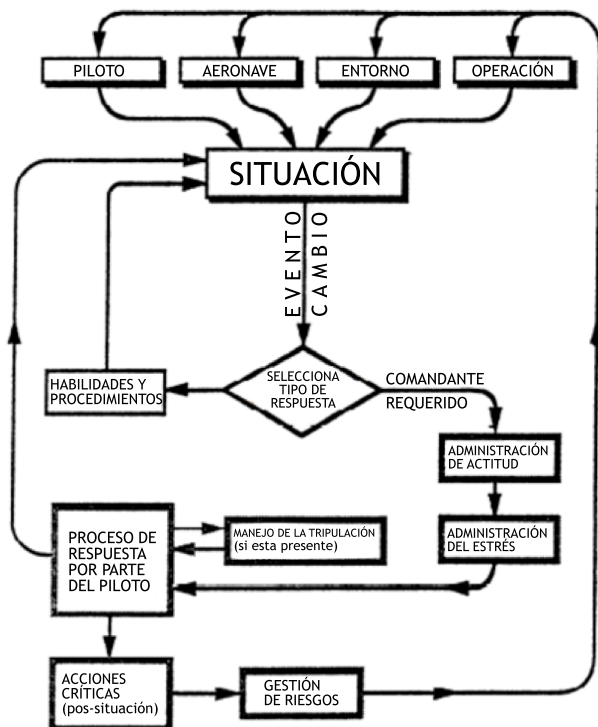 PILOTO
AERONAVE
ENTORNO
OPERACIÓN
SITUACIÓN
EVENTO
CAMBIO
SELECCIONA
TIPO DE
RESPUESTA
HABILIDADES Y
PROCEDIMIENTOS
COMANDANTE
REQUERIDO
ADMINISTRACIÓN
DE ACTITUD
ADMINISTRACIÓN
DEL ESTRÉS
PROCESO DE
RESPUESTA
POR PARTE
DEL PILOTO
MANEJO DE LA TRIPULACIÓN
(si esta presente)
ACCIONES
CRÍTICAS
(pos-situación)
GESTIÓN
DE RIESGOS